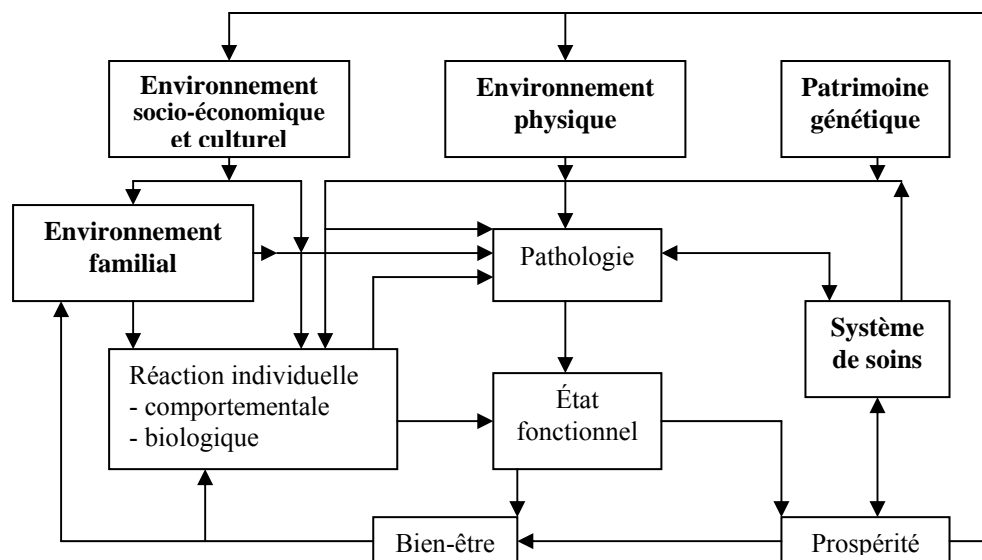 Environnement
socio-économique
et culturel
Environnement
physique
Patrimoine
génétique
Environnement
familial
Pathologie
Système
de soins
Réaction individuelle
- comportementale
- biologique
État
fonctionnel
Bien-être
Prospérité